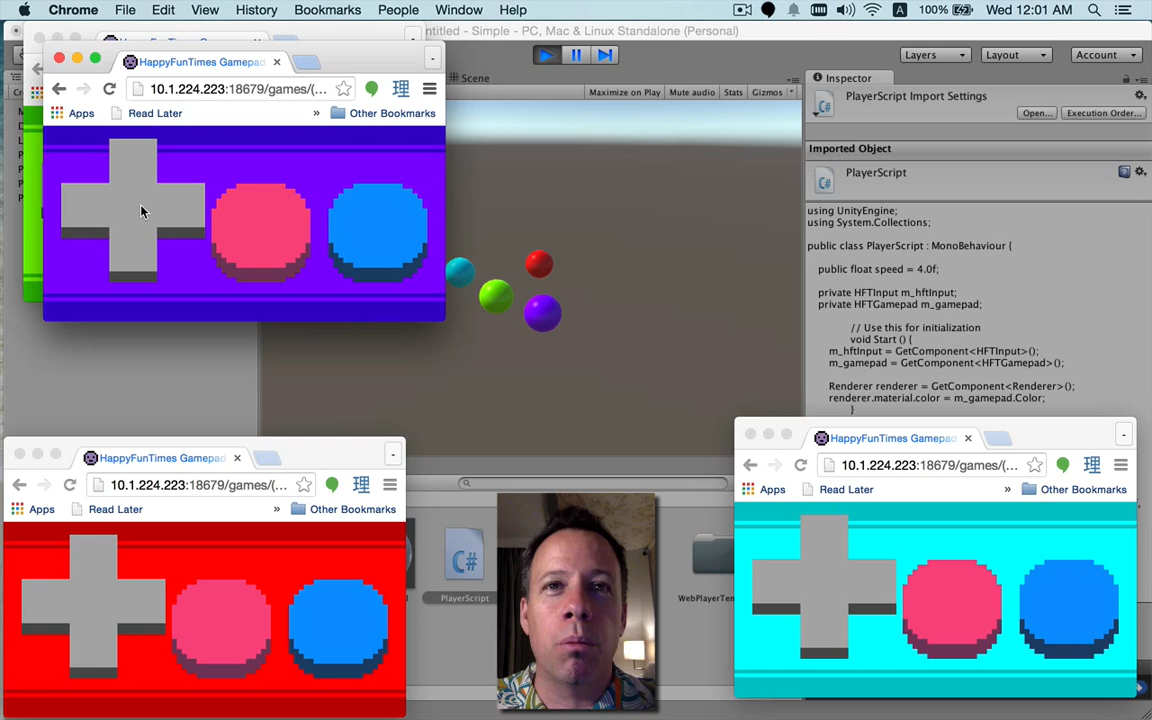 Chrome File Edit View History Bookmarks People Window Help 100% Wed 12:01 AM
ntitled - Simple - PC, Mac & Linux Standalone (Personal)
HappyFunTimes Gamepad
10.1.224.223:18679/games/(...
Apps Read Later » Other Bookmarks
Layers Layout Account
Scene
Maximize on Play Mute audio Stats Gizmos
Inspector
PlayerScript Import Settings
Open... Execution Order...
Imported Object
PlayerScript
using UnityEngine;
using System.Collections;
public class PlayerScript : MonoBehaviour {
public float speed = 4.0f;
private HFTInput m_hftInput;
private HFTGamepad m_gamepad;
// Use this for initialization
void Start () {
m_hftInput = GetComponent<HFTInput>();
m_gamepad = GetComponent<HFTGamepad>();
Renderer renderer = GetComponent<Renderer>();
renderer.material.color = m_gamepad.Color;
}
HappyFunTimes Gamepad
10.1.224.223:18679/games/(...
Apps Read Later » Other Bookmarks
PlayerScript
WebPlayerTem
HappyFunTimes Gamepad
10.1.224.223:18679/games/(...
Apps Read Later » Other Bookmarks